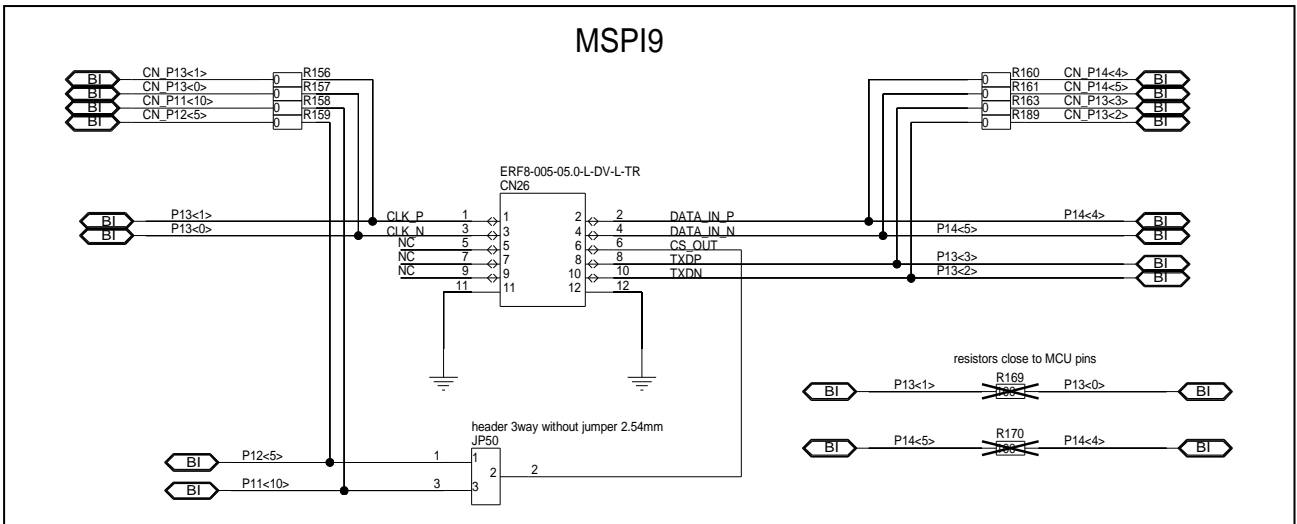 MSPI9
BI CN_P13<1> 0 R156
BI CN_P13<0> R157
BI CN_P11<10> R158
BI CN_P12<5> 0 R159
0 R160 CN_P14<4> BI
R161 CN_P14<5> BI
R163 CN_P13<3> BI
0 R189 CN_P13<2> BI
ERF8-005-05.0-L-DV-L-TR
CN26
BI P13<1> CLK_P 1 1 2 2 DATA_IN_P P14<4> BI
BI P13<0> CLK_N 3 3 4 4 DATA_IN_N P14<5> BI
NC 5 5 6 6 CS_OUT
NC 7 7 8 8 TXDP P13<3> BI
NC 9 9 10 10 TXDN P13<2> BI
11 11 12 12
resistors close to MCU pins
R169
BI P13<1> P13<0> BI
R170
BI P14<5> P14<4> BI
header 3way without jumper 2.54mm
JP50
BI P12<5> 1 1
2 2
BI P11<10> 3 3